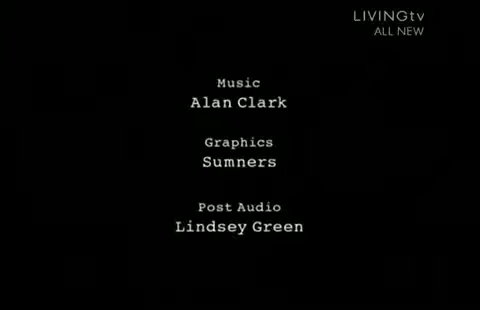 LIVINGtv
ALL NEW
Music
Alan Clark
Graphics
Sumners
Post Audio
Lindsey Green